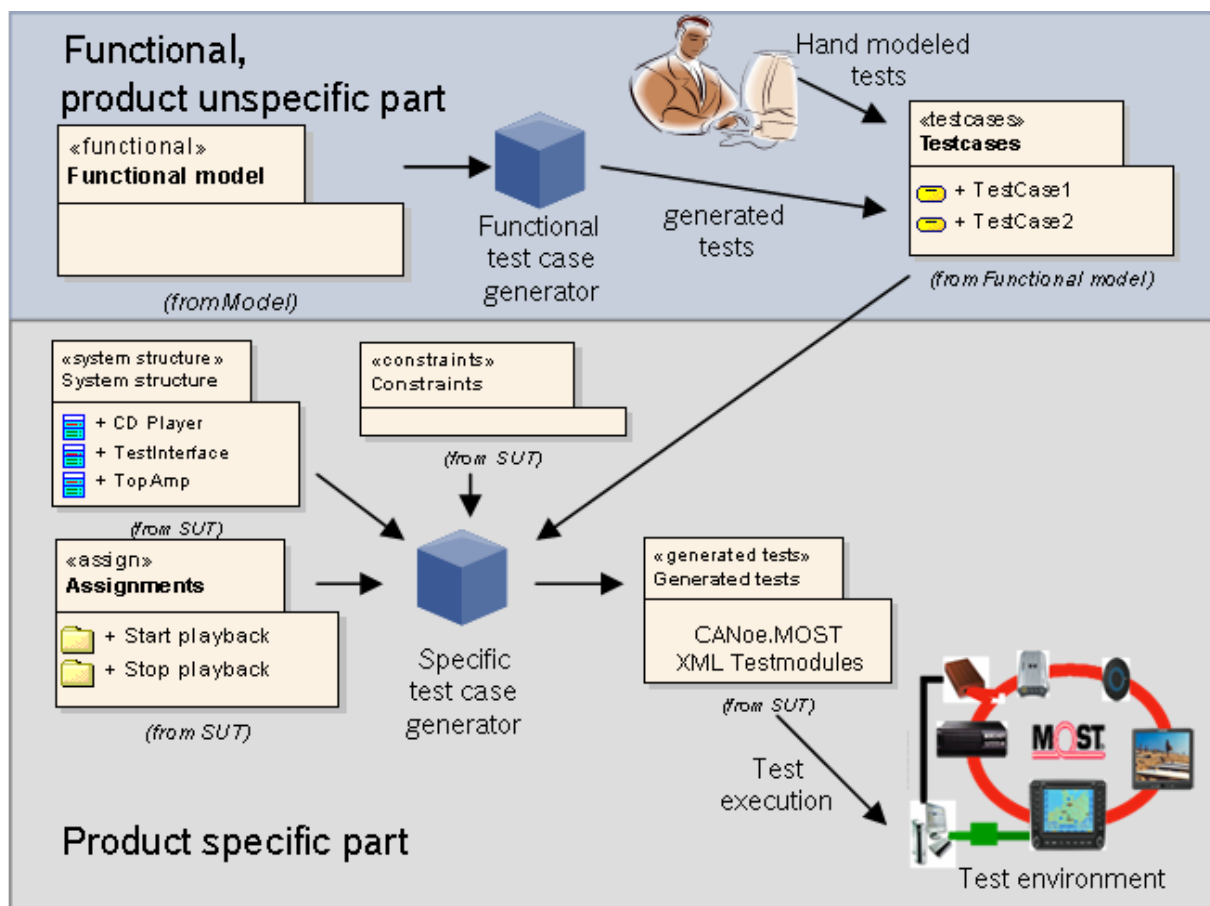 Functional,
product unspecific part
Hand modeled
tests
«functional»
Functional model
(from Model)
Functional
test case
generator
generated
tests
«testcases»
Testcases
+ TestCase1
+ TestCase2
(from Functional model)
«system structure»
System structure
+ CD Player
+ TestInterface
+ TopAmp
(from SUT)
«constraints»
Constraints
(from SUT)
«assign»
Assignments
+ Start playback
+ Stop playback
(from SUT)
Specific
test case
generator
«generated tests»
Generated tests
CANoe.MOST
XML Testmodules
(from SUT)
Test
execution
MOST®
Test environment
Product specific part